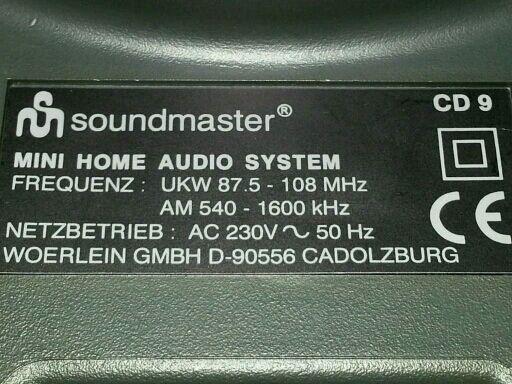 soundmaster®
CD 9
MINI HOME AUDIO SYSTEM
FREQUENZ : UKW 87.5 - 108 MHz
AM 540 - 1600 kHz
NETZBETRIEB : AC 230V ∼ 50 Hz
WOERLEIN GMBH D-90556 CADOLZBURG
CE